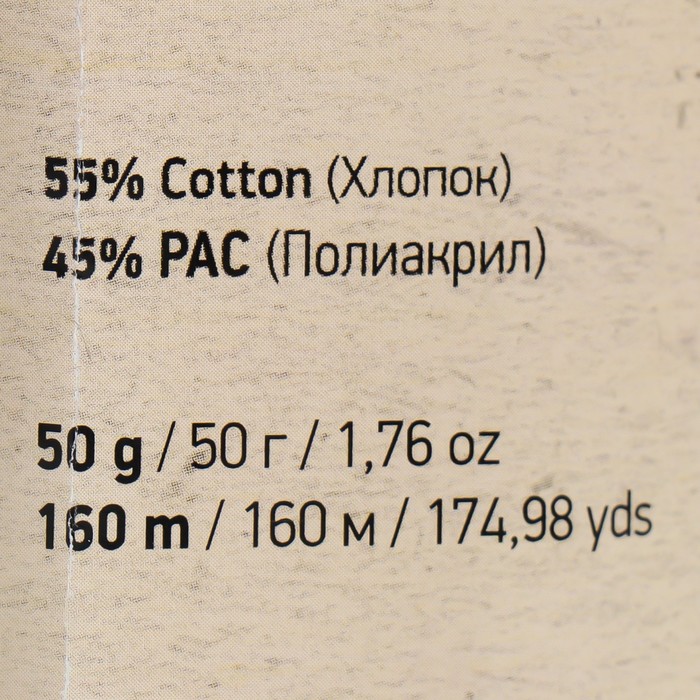 55% Cotton (Хлопок)
45% PAC (Полиакрил)
50 g / 50 г / 1,76 oz
160 m / 160 м / 174,98 yds